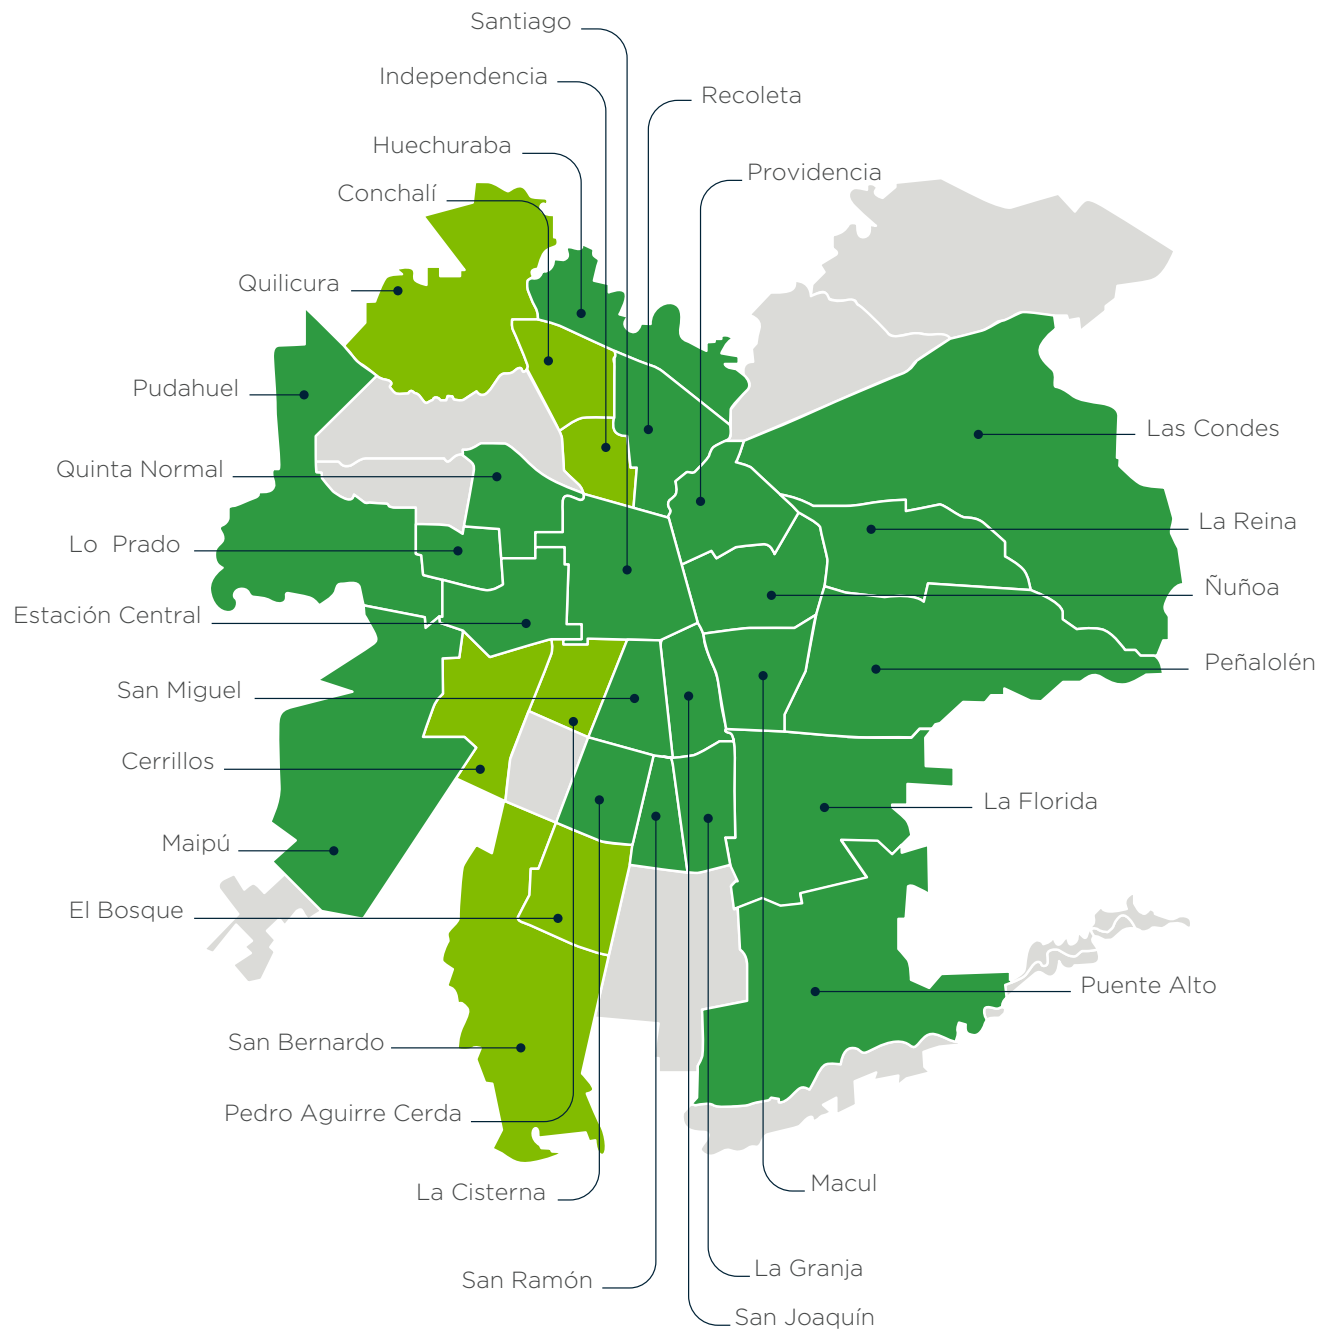 Santiago
Independencia
Recoleta
Huechuraba
Providencia
Conchalí
Quilicura
Pudahuel
Las Condes
Quinta Normal
La Reina
Lo Prado
Ñuñoa
Estación Central
Peñalolén
San Miguel
Cerrillos
La Florida
Maipú
El Bosque
Puente Alto
San Bernardo
Pedro Aguirre Cerda
Macul
La Cisterna
La Granja
San Ramón
San Joaquín